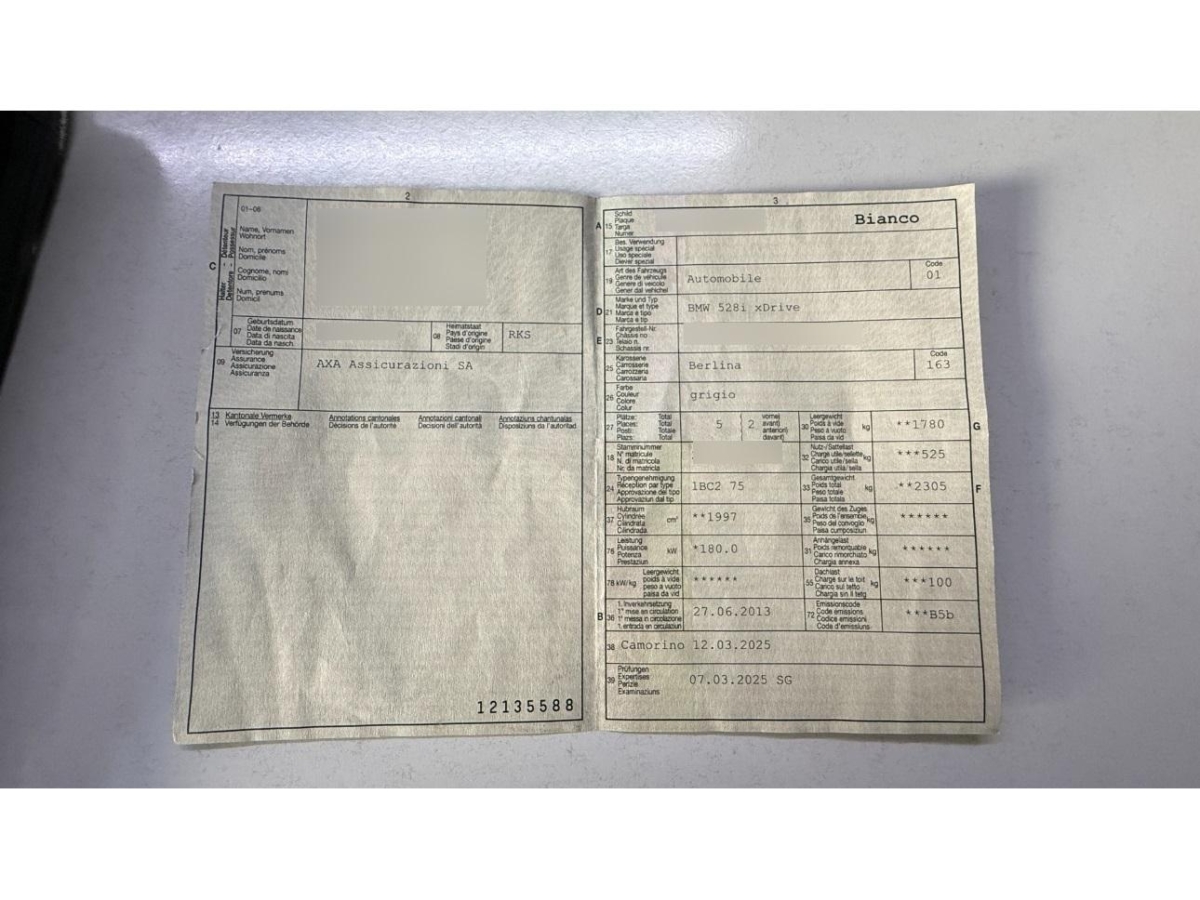 2
01-06
C
Halter - Détenteur
Detentore - Possessur
Name, Vornamen
Wohnort
Nom, prénoms
Domicile
Cognome, nomi
Domicilio
Num, prenums
Domicil
07
Geburtsdatum
Date de naissance
Data di nascita
Data da nasch.
08
Heimatstaat
Pays d'origine
Paese d'origine
Stadi d'origin
RKS
09
Versicherung
Assurance
Assicurazione
Assicuranza
AXA Assicurazioni SA
13 Kantonale Vermerke Annotations cantonales Annotazioni cantonali Annotaziuns chantunalas
14 Verfügungen der Behörde Décisions de l'autorité Decisioni dell'autorità Disposiziuns da l'autoritad
12135588
3
A 15
Schild
Plaque
Targa
Numer
Bianco
17
Bes. Verwendung
Usage spécial
Uso speciale
Diever spezial
19
Art des Fahrzeugs
Genre de véhicule
Genere di veicolo
Gener dal vehichel
Automobile
Code
01
D 21
Marke und Typ
Marque et type
Marca e tipo
Marca e tip
BMW 528i xDrive
E 23
Fahrgestell-Nr.
Châssis no
Telaio n.
Schassis nr.
25
Karosserie
Carrosserie
Carrozzeria
Carossaria
Berlina
Code
163
26
Farbe
Couleur
Colore
Colur
grigio
27
Plätze: Total
Places: Total
Posti: Totale
Plazs: Total
5 2
vorne)
avant)
anteriori)
davant)
30
Leergewicht
Poids à vide
Peso a vuoto
Paisa da vid
kg
**1780
G
18
Stammnummer
N° matricule
N. di matricola
Nr. da matricla
32
Nutz-/Sattellast
Charge utile/sellette
Carico utile/sella
Chargia utila/sella
kg
***525
24
Typengenehmigung
Réception par type
Approvazione del tipo
Approvaziun dal tip
1BC2 75
33
Gesamtgewicht
Poids total
Peso totale
Paisa totala
kg
**2305
F
37
Hubraum
Cylindrée
Cilindrata
Cilindrada
cm³
**1997
35
Gewicht des Zuges
Poids de l'ensemble
Peso del convoglio
Paisa cumposiziun
kg
******
76
Leistung
Puissance
Potenza
Prestaziun
kW
*180.0
31
Anhängelast
Poids remorquable
Carico rimorchiato
Chargia annexa
kg
******
78 kW/kg
Leergewicht
poids à vide
peso a vuoto
paisa da vid
******
55
Dachlast
Charge sur le toit
Carico sul tetto
Chargia sin il tetg
kg
***100
B 36
1. Inverkehrsetzung
1re mise en circulation
1a messa in circolazione
1. entrada en circulaziun
27.06.2013
72
Emissionscode
Code émissions
Codice emissioni
Code d'emissiuns
***B5b
38 Camorino 12.03.2025
39
Prüfungen
Expertises
Perizie
Examinaziuns
07.03.2025 SG